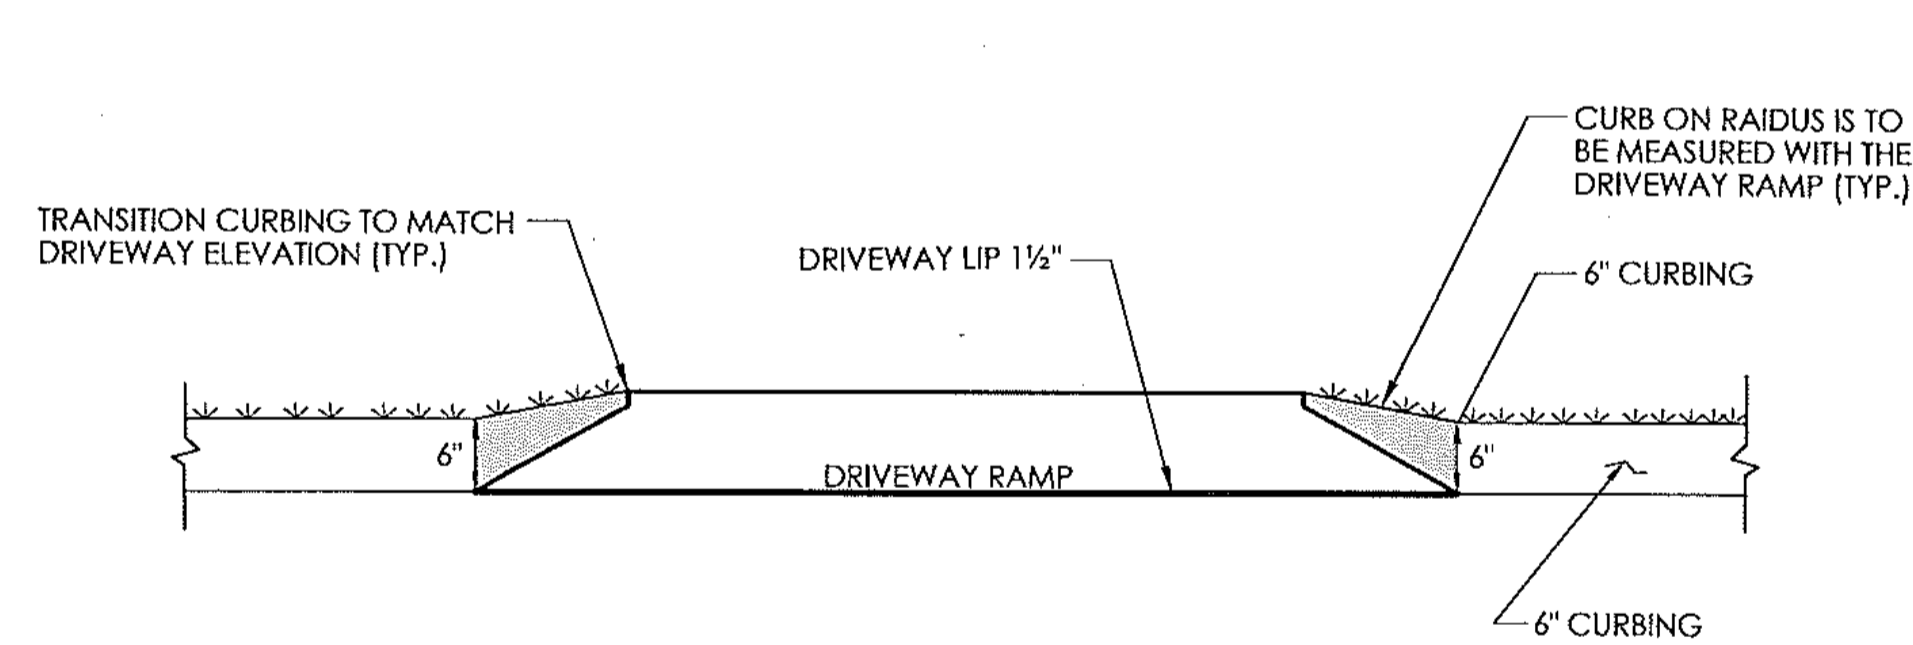 CURB ON RAIDUS IS TO
BE MEASURED WITH THE
DRIVEWAY RAMP (TYP.)
TRANSITION CURBING TO MATCH
DRIVEWAY ELEVATION (TYP.)
DRIVEWAY LIP 1½"
6" CURBING
6"
DRIVEWAY RAMP
6"
6" CURBING